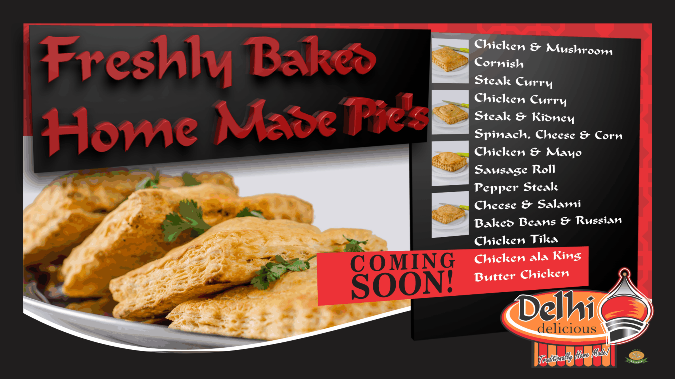 Freshly Baked
Home Made Pie's
Chicken & Mushroom
Cornish
Steak Curry
Chicken Curry
Steak & Kidney
Spinach, Cheese & Corn
Chicken & Mayo
Sausage Roll
Pepper Steak
Cheese & Salami
Baked Beans & Russian
Chicken Tika
Chicken ala King
Butter Chicken
COMING
SOON!
Delhi
delicious